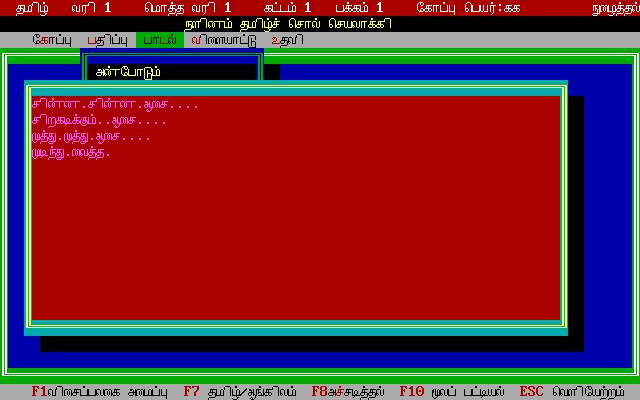 தமிழ் வரி 1 மொத்த வரி 1 கட்டம் 1 பக்கம் 1 கோப்பு பெயர்:கக நுழைத்தல்
நூரினம் தமிழ்ச் சொல் செயலாக்கி
கோப்பு பதிப்பு பாடல் விளையாட்டு உதவி
அன்போடும்
சின்ன.சின்ன.ஆசை....
சிறகடிக்கும்..ஆசை....
முத்து.முத்து.ஆசை....
முடிந்து.வைத்த.
F1விசைப்பலகை அமைப்பு F7 தமிழ்/ஆங்கிலம் F8அச்சடித்தல் F10 மூலப் பட்டியல் ESC வெளியேற்றம்